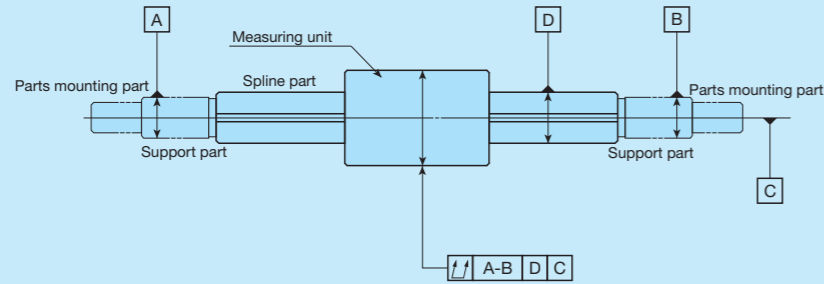 A
D
B
Measuring unit
Parts mounting part
Spline part
Parts mounting part
Support part
Support part
C
A-B D C